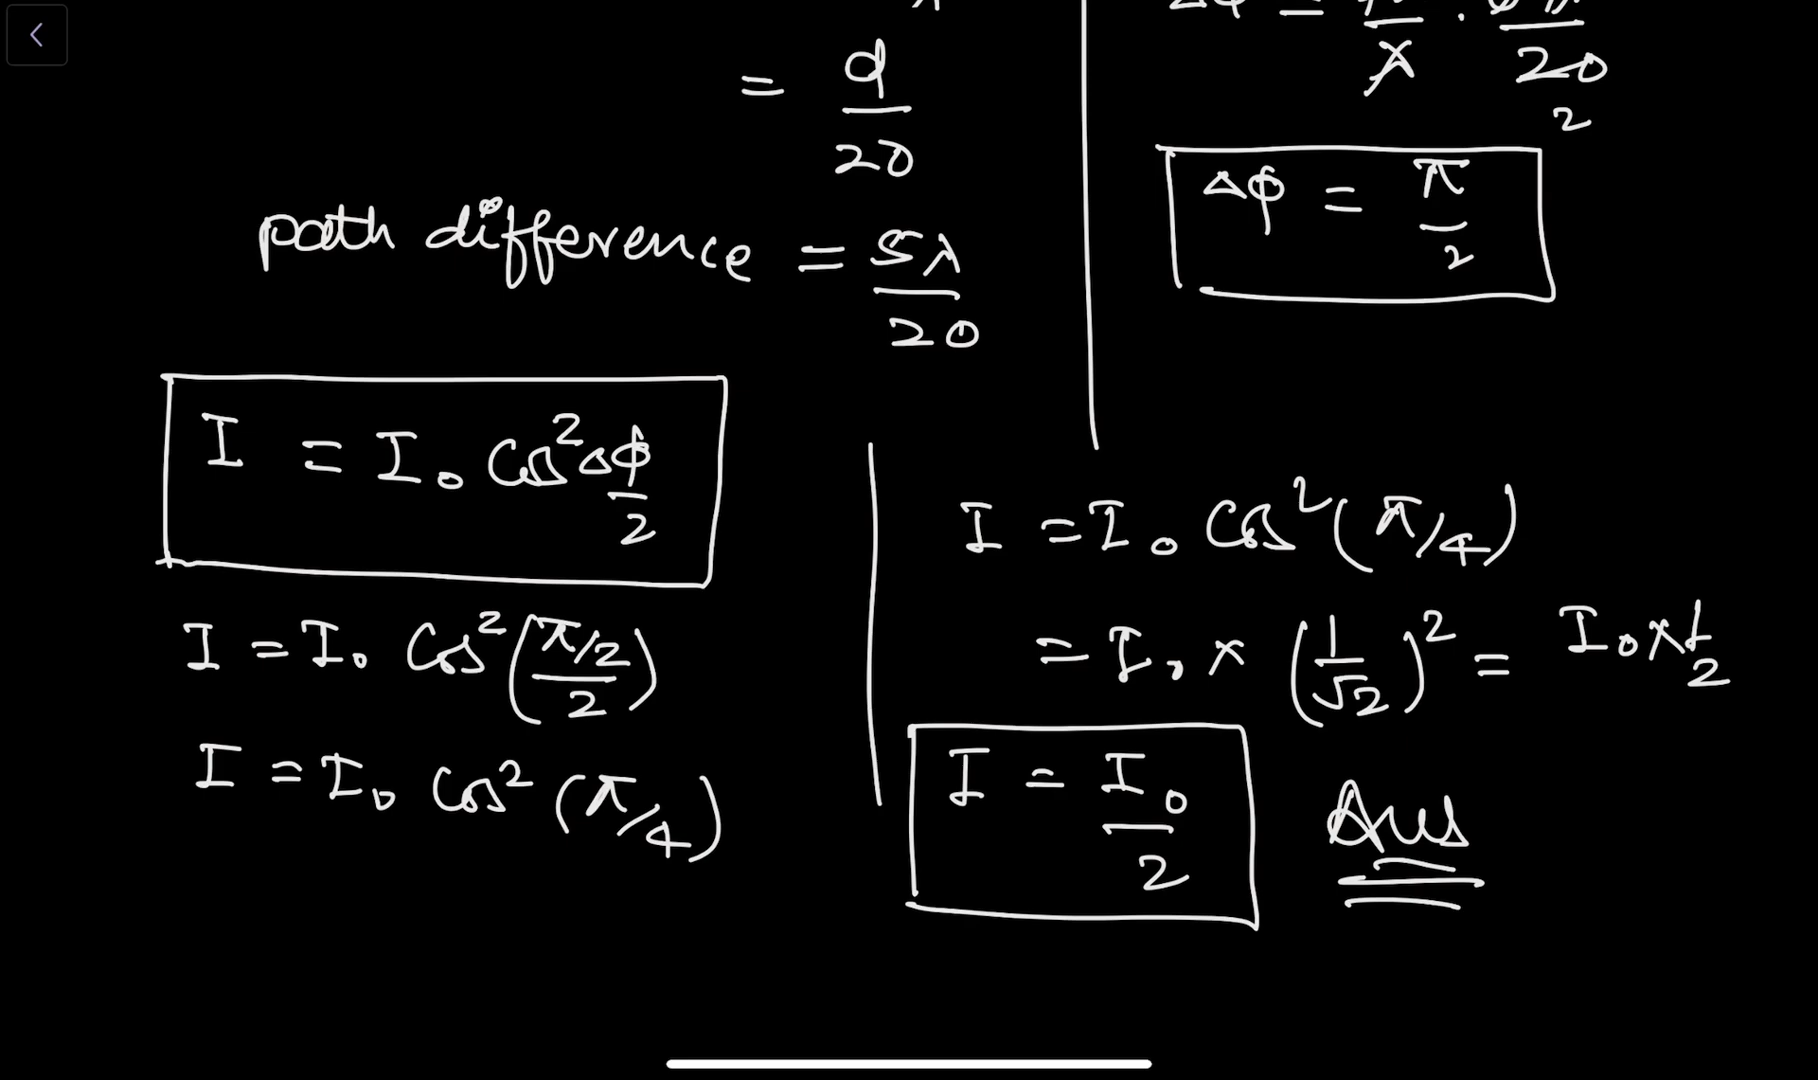 = d/20
path difference = 5λ/20
Δφ = π/2
I = I₀ Cos² Δφ/2
I = I₀ Cos² (π/2/2)
I = I₀ Cos² (π/4)
I = I₀ Cos² (π/4)
= I₀ × (1/√2)² = I₀ × 1/2
I = I₀/2 Ans